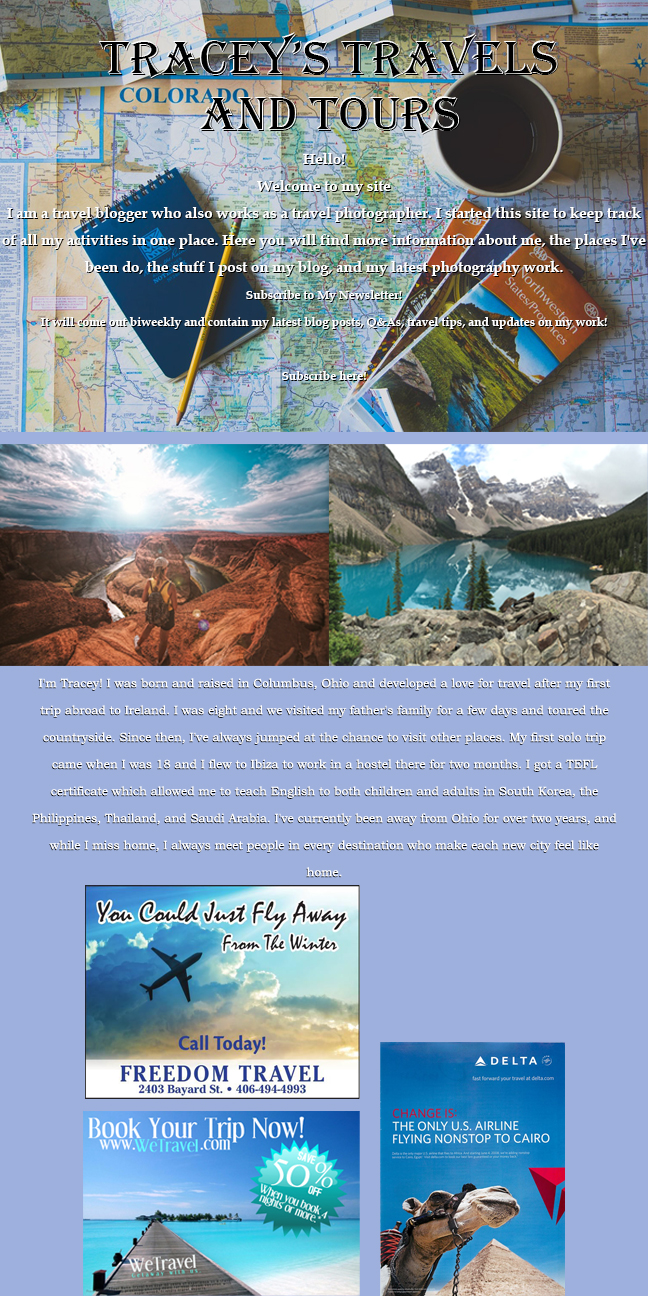 TRACEY'S TRAVELS
COLORADO
AND TOURS
Hello!
Welcome to my site
I am a travel blogger who also works as a travel photographer. I started this site to keep track
of all my activities in one place. Here you will find more information about me, the places I've
been do, the stuff I post on my blog, and my latest photography work.
Subscribe to My Newsletter!
It will come out biweekly and contain my latest blog posts, Q&As, travel tips, and updates on my work!
Subscribe here!
Northwestern
States/Provinces
I'm Tracey! I was born and raised in Columbus, Ohio and developed a love for travel after my first
trip abroad to Ireland. I was eight and we visited my father's family for a few days and toured the
countryside. Since then, I've always jumped at the chance to visit other places. My first solo trip
came when I was 18 and I flew to Ibiza to work in a hostel there for two months. I got a TEFL
certificate which allowed me to teach English to both children and adults in South Korea, the
Philippines, Thailand, and Saudi Arabia. I've currently been away from Ohio for over two years, and
while I miss home, I always meet people in every destination who make each new city feel like
home.
You Could Just Fly Away
From The Winter
Call Today!
FREEDOM TRAVEL
2403 Bayard St. • 406-494-4993
Book Your Trip Now!
www.WeTravel.com
SAVE
50%
OFF
When you book 4
nights or more
WeTravel
DELTA
fast forward your travel at delta.com
CHANGE IS:
THE ONLY U.S. AIRLINE
FLYING NONSTOP TO CAIRO